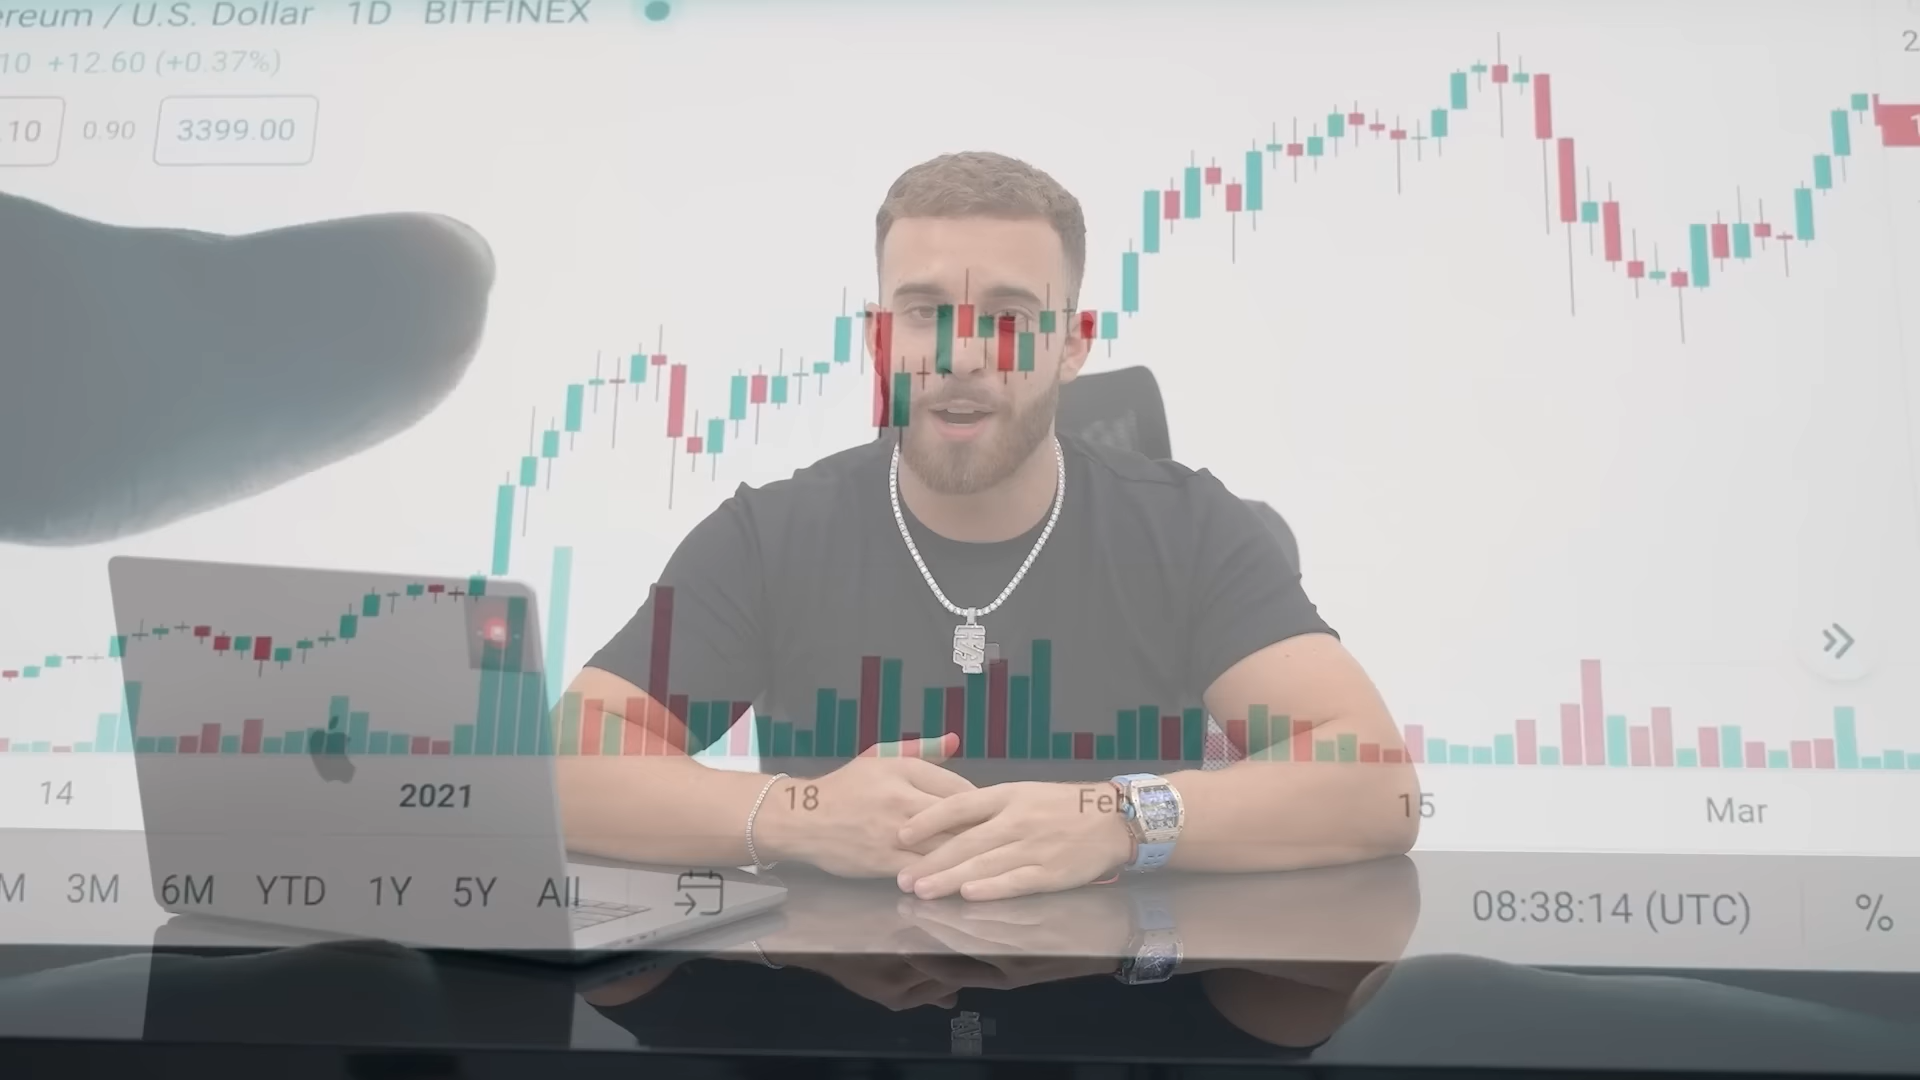 ereum / U.S. Dollar 1D BITFINEX
10 +12.60 (+0.37%)
.10 0.90 3399.00
14 2021 18 Feb 15 Mar
M 3M 6M YTD 1Y 5Y All 08:38:14 (UTC) %